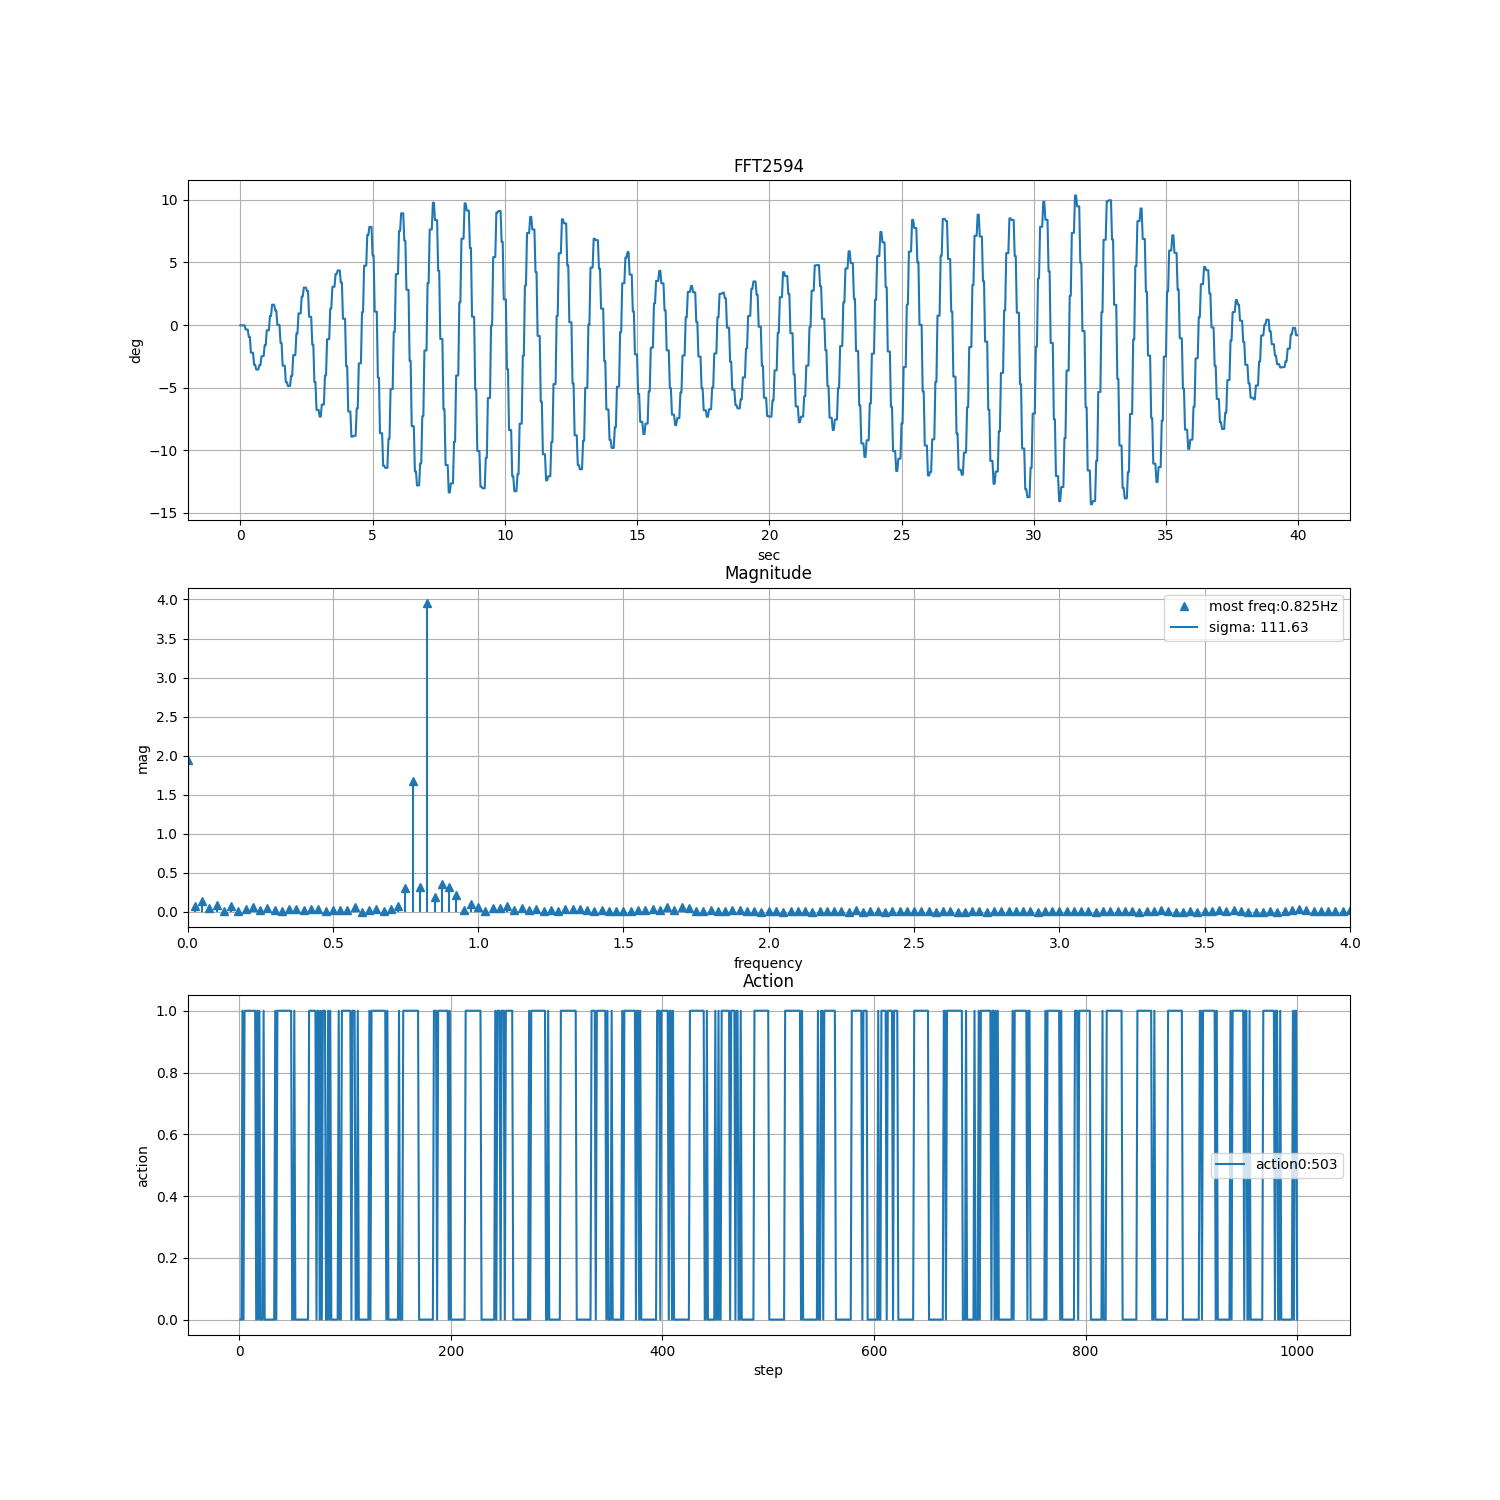 FFT2594
10
5
0
−5
−10
−15
deg
0 5 10 15 20 25 30 35 40
sec
Magnitude
4.0
3.5
3.0
2.5
2.0
1.5
1.0
0.5
0.0
mag
most freq:0.825Hz
sigma: 111.63
0.0 0.5 1.0 1.5 2.0 2.5 3.0 3.5 4.0
frequency
Action
1.0
0.8
0.6
0.4
0.2
0.0
action
action0:503
0 200 400 600 800 1000
step